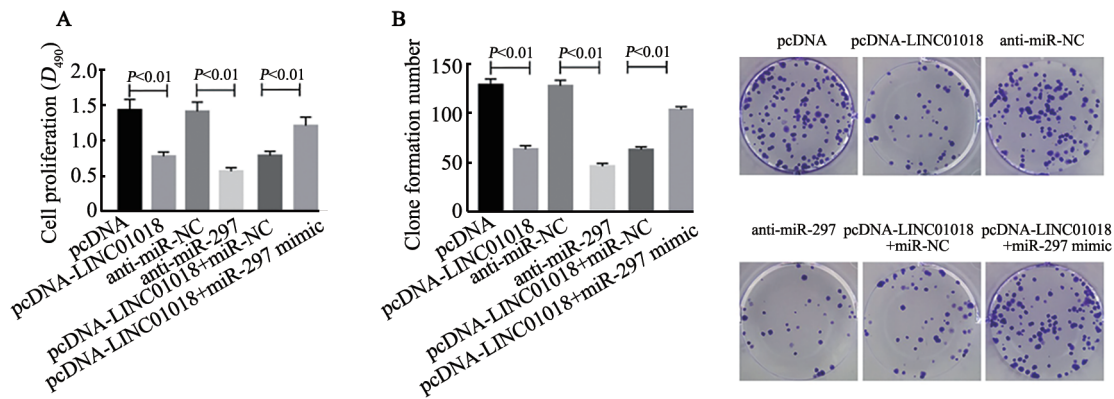 A
P<0.01
P<0.01
P<0.01
Cell proliferation (D490)
2.0
1.5
1.0
0.5
0
pcDNA
pcDNA-LINC01018
anti-miR-NC
anti-miR-297
pcDNA-LINC01018+miR-NC
pcDNA-LINC01018+miR-297 mimic
B
P<0.01
P<0.01
P<0.01
Clone formation number
150
100
50
0
pcDNA
pcDNA-LINC01018
anti-miR-NC
anti-miR-297
pcDNA-LINC01018+miR-NC
pcDNA-LINC01018+miR-297 mimic
pcDNA
pcDNA-LINC01018
anti-miR-NC
anti-miR-297
pcDNA-LINC01018
+miR-NC
pcDNA-LINC01018
+miR-297 mimic